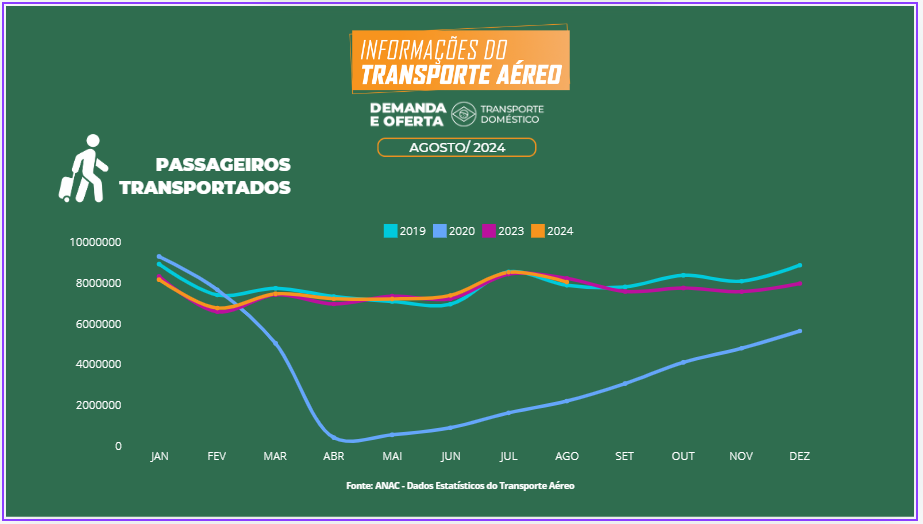 INFORMAÇÕES DO
TRANSPORTE AÉREO
DEMANDA
E OFERTA
TRANSPORTE
DOMÉSTICO
AGOSTO/ 2024
PASSAGEIROS
TRANSPORTADOS
2019 2020 2023 2024
10000000
8000000
6000000
4000000
2000000
0
JAN FEV MAR ABR MAI JUN JUL AGO SET OUT NOV DEZ
Fonte: ANAC - Dados Estatísticos do Transporte Aéreo